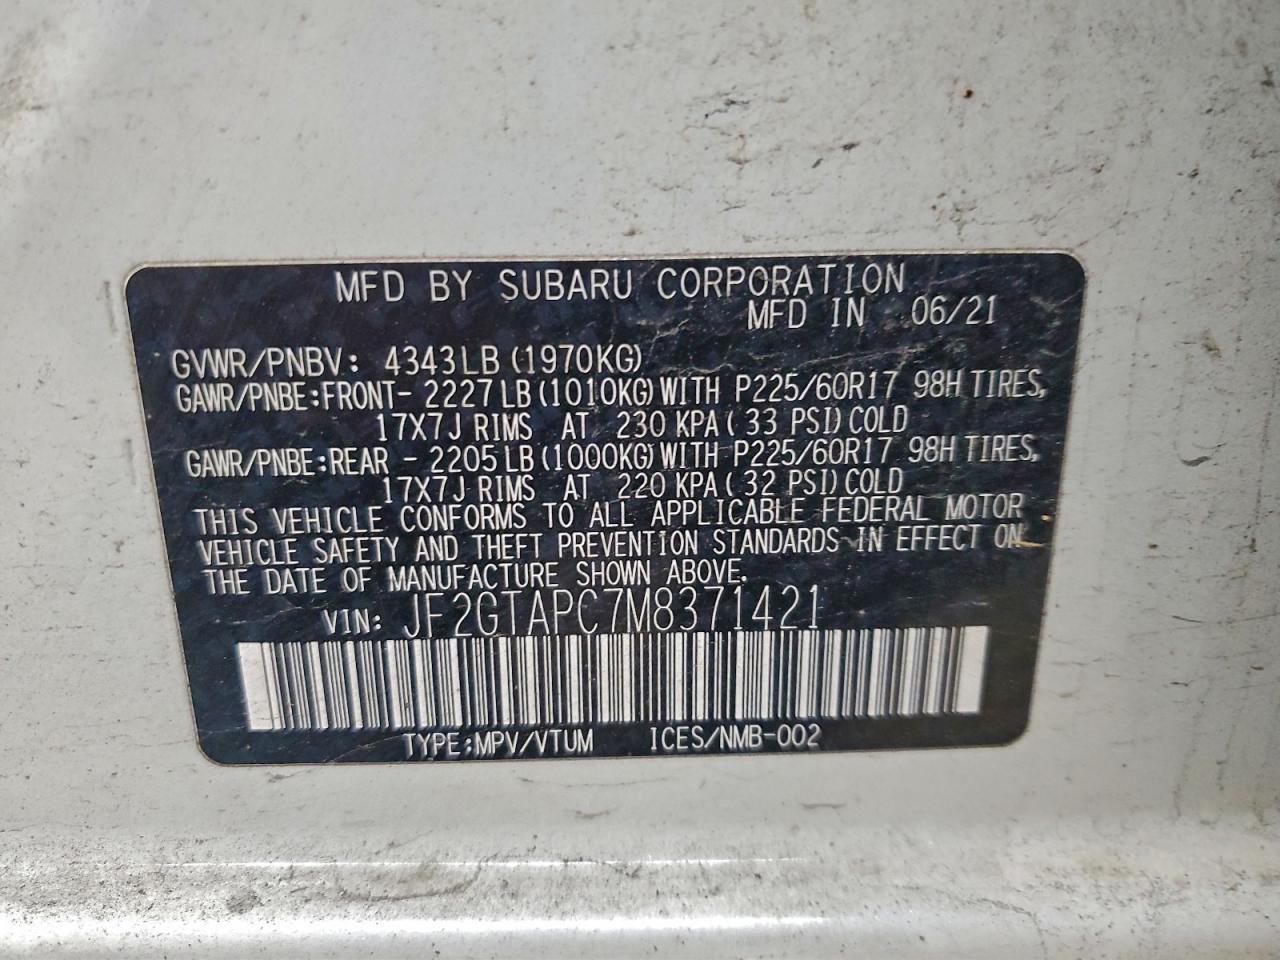 MFD BY SUBARU CORPORATION
MFD IN 06/21
GVWR/PNBV: 4343LB(1970KG)
GAWR/PNBE:FRONT- 2227LB(1010KG)WITH P225/60R17 98H TIRES,
17X7J RIMS AT 230 KPA(33 PSI)COLD
GAWR/PNBE:REAR - 2205LB(1000KG)WITH P225/60R17 98H TIRES,
17X7J RIMS AT 220 KPA(32 PSI)COLD
THIS VEHICLE CONFORMS TO ALL APPLICABLE FEDERAL MOTOR
VEHICLE SAFETY AND THEFT PREVENTION STANDARDS IN EFFECT ON
THE DATE OF MANUFACTURE SHOWN ABOVE.
VIN: JF2GTAPC7M8371421
TYPE:MPV/VTUM ICES/NMB-002